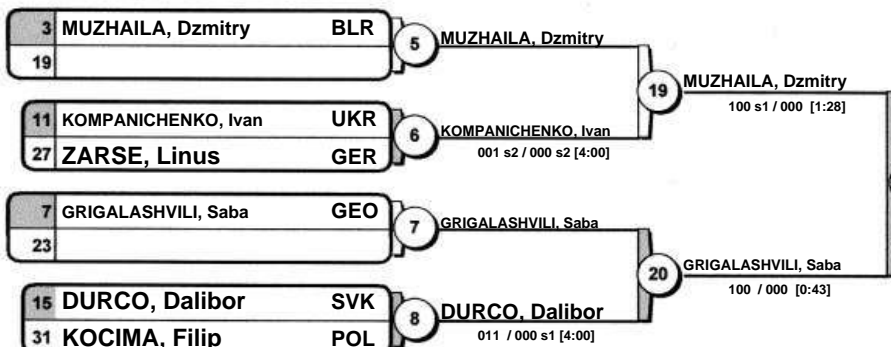 3 MUZHAILA, Dzmitry BLR
19
5
MUZHAILA, Dzmitry
11 KOMPANICHENKO, Ivan UKR
27 ZARSE, Linus GER
6
KOMPANICHENKO, Ivan
001 s2 / 000 s2 [4:00]
19
MUZHAILA, Dzmitry
100 s1 / 000 [1:28]
7 GRIGALASHVILI, Saba GEO
23
7
GRIGALASHVILI, Saba
15 DURCO, Dalibor SVK
31 KOCIMA, Filip POL
8
DURCO, Dalibor
011 / 000 s1 [4:00]
20
GRIGALASHVILI, Saba
100 / 000 [0:43]